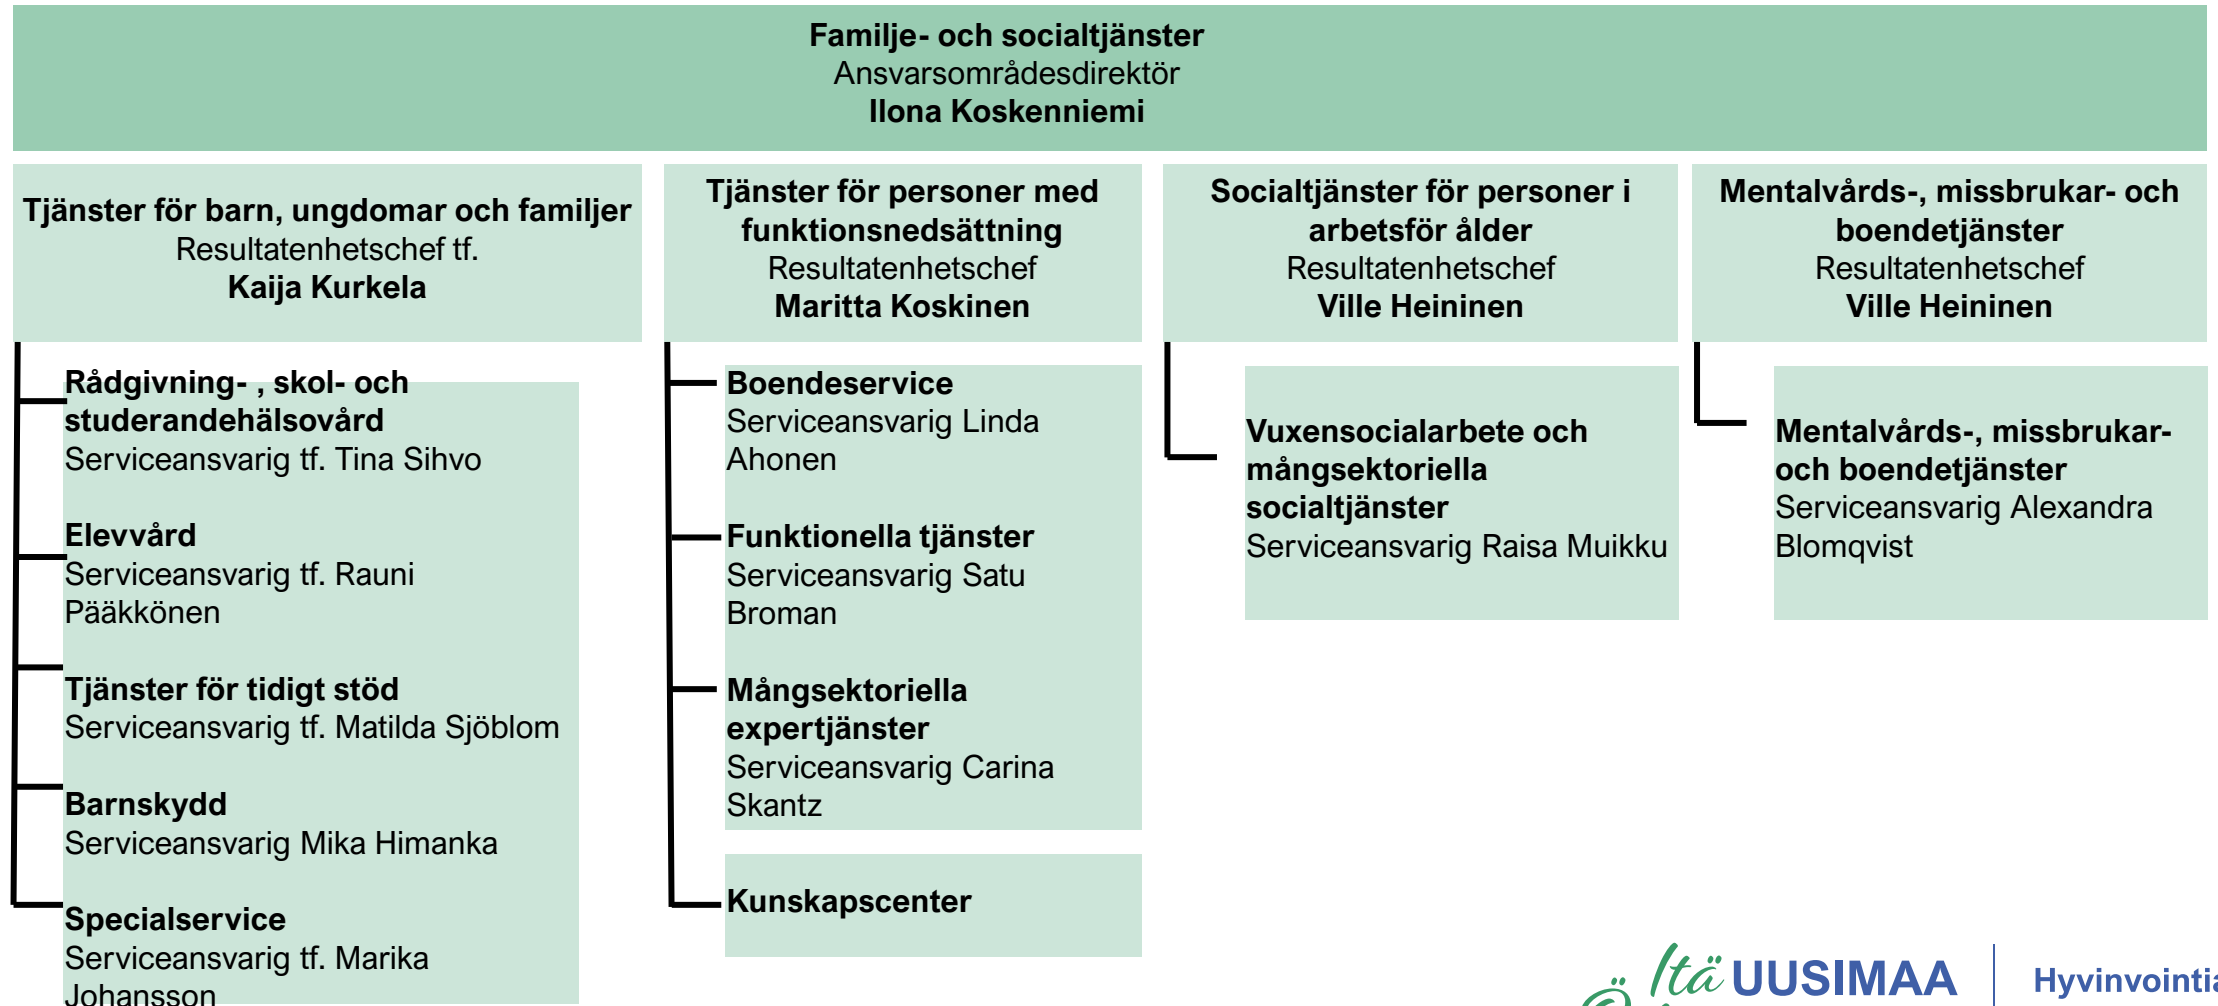 Familje- och socialtjänster
Ansvarsområdesdirektör
Ilona Koskenniemi
Tjänster för barn, ungdomar och familjer
Resultatenhetschef tf.
Kaija Kurkela
Rådgivning- , skol- och
studerandehälsovård
Serviceansvarig tf. Tina Sihvo
Elevvård
Serviceansvarig tf. Rauni
Pääkkönen
Tjänster för tidigt stöd
Serviceansvarig tf. Matilda Sjöblom
Barnskydd
Serviceansvarig Mika Himanka
Specialservice
Serviceansvarig tf. Marika
Johansson
Tjänster för personer med
funktionsnedsättning
Resultatenhetschef
Maritta Koskinen
Boendeservice
Serviceansvarig Linda
Ahonen
Funktionella tjänster
Serviceansvarig Satu
Broman
Mångsektoriella
expertjänster
Serviceansvarig Carina
Skantz
Kunskapscenter
Socialtjänster för personer i
arbetsför ålder
Resultatenhetschef
Ville Heininen
Vuxensocialarbete och
mångsektoriella
socialtjänster
Serviceansvarig Raisa Muikku
Mentalvårds-, missbrukar- och
boendetjänster
Resultatenhetschef
Ville Heininen
Mentalvårds-, missbrukar-
och boendetjänster
Serviceansvarig Alexandra
Blomqvist
Itä UUSIMAA
Hyvinvointia